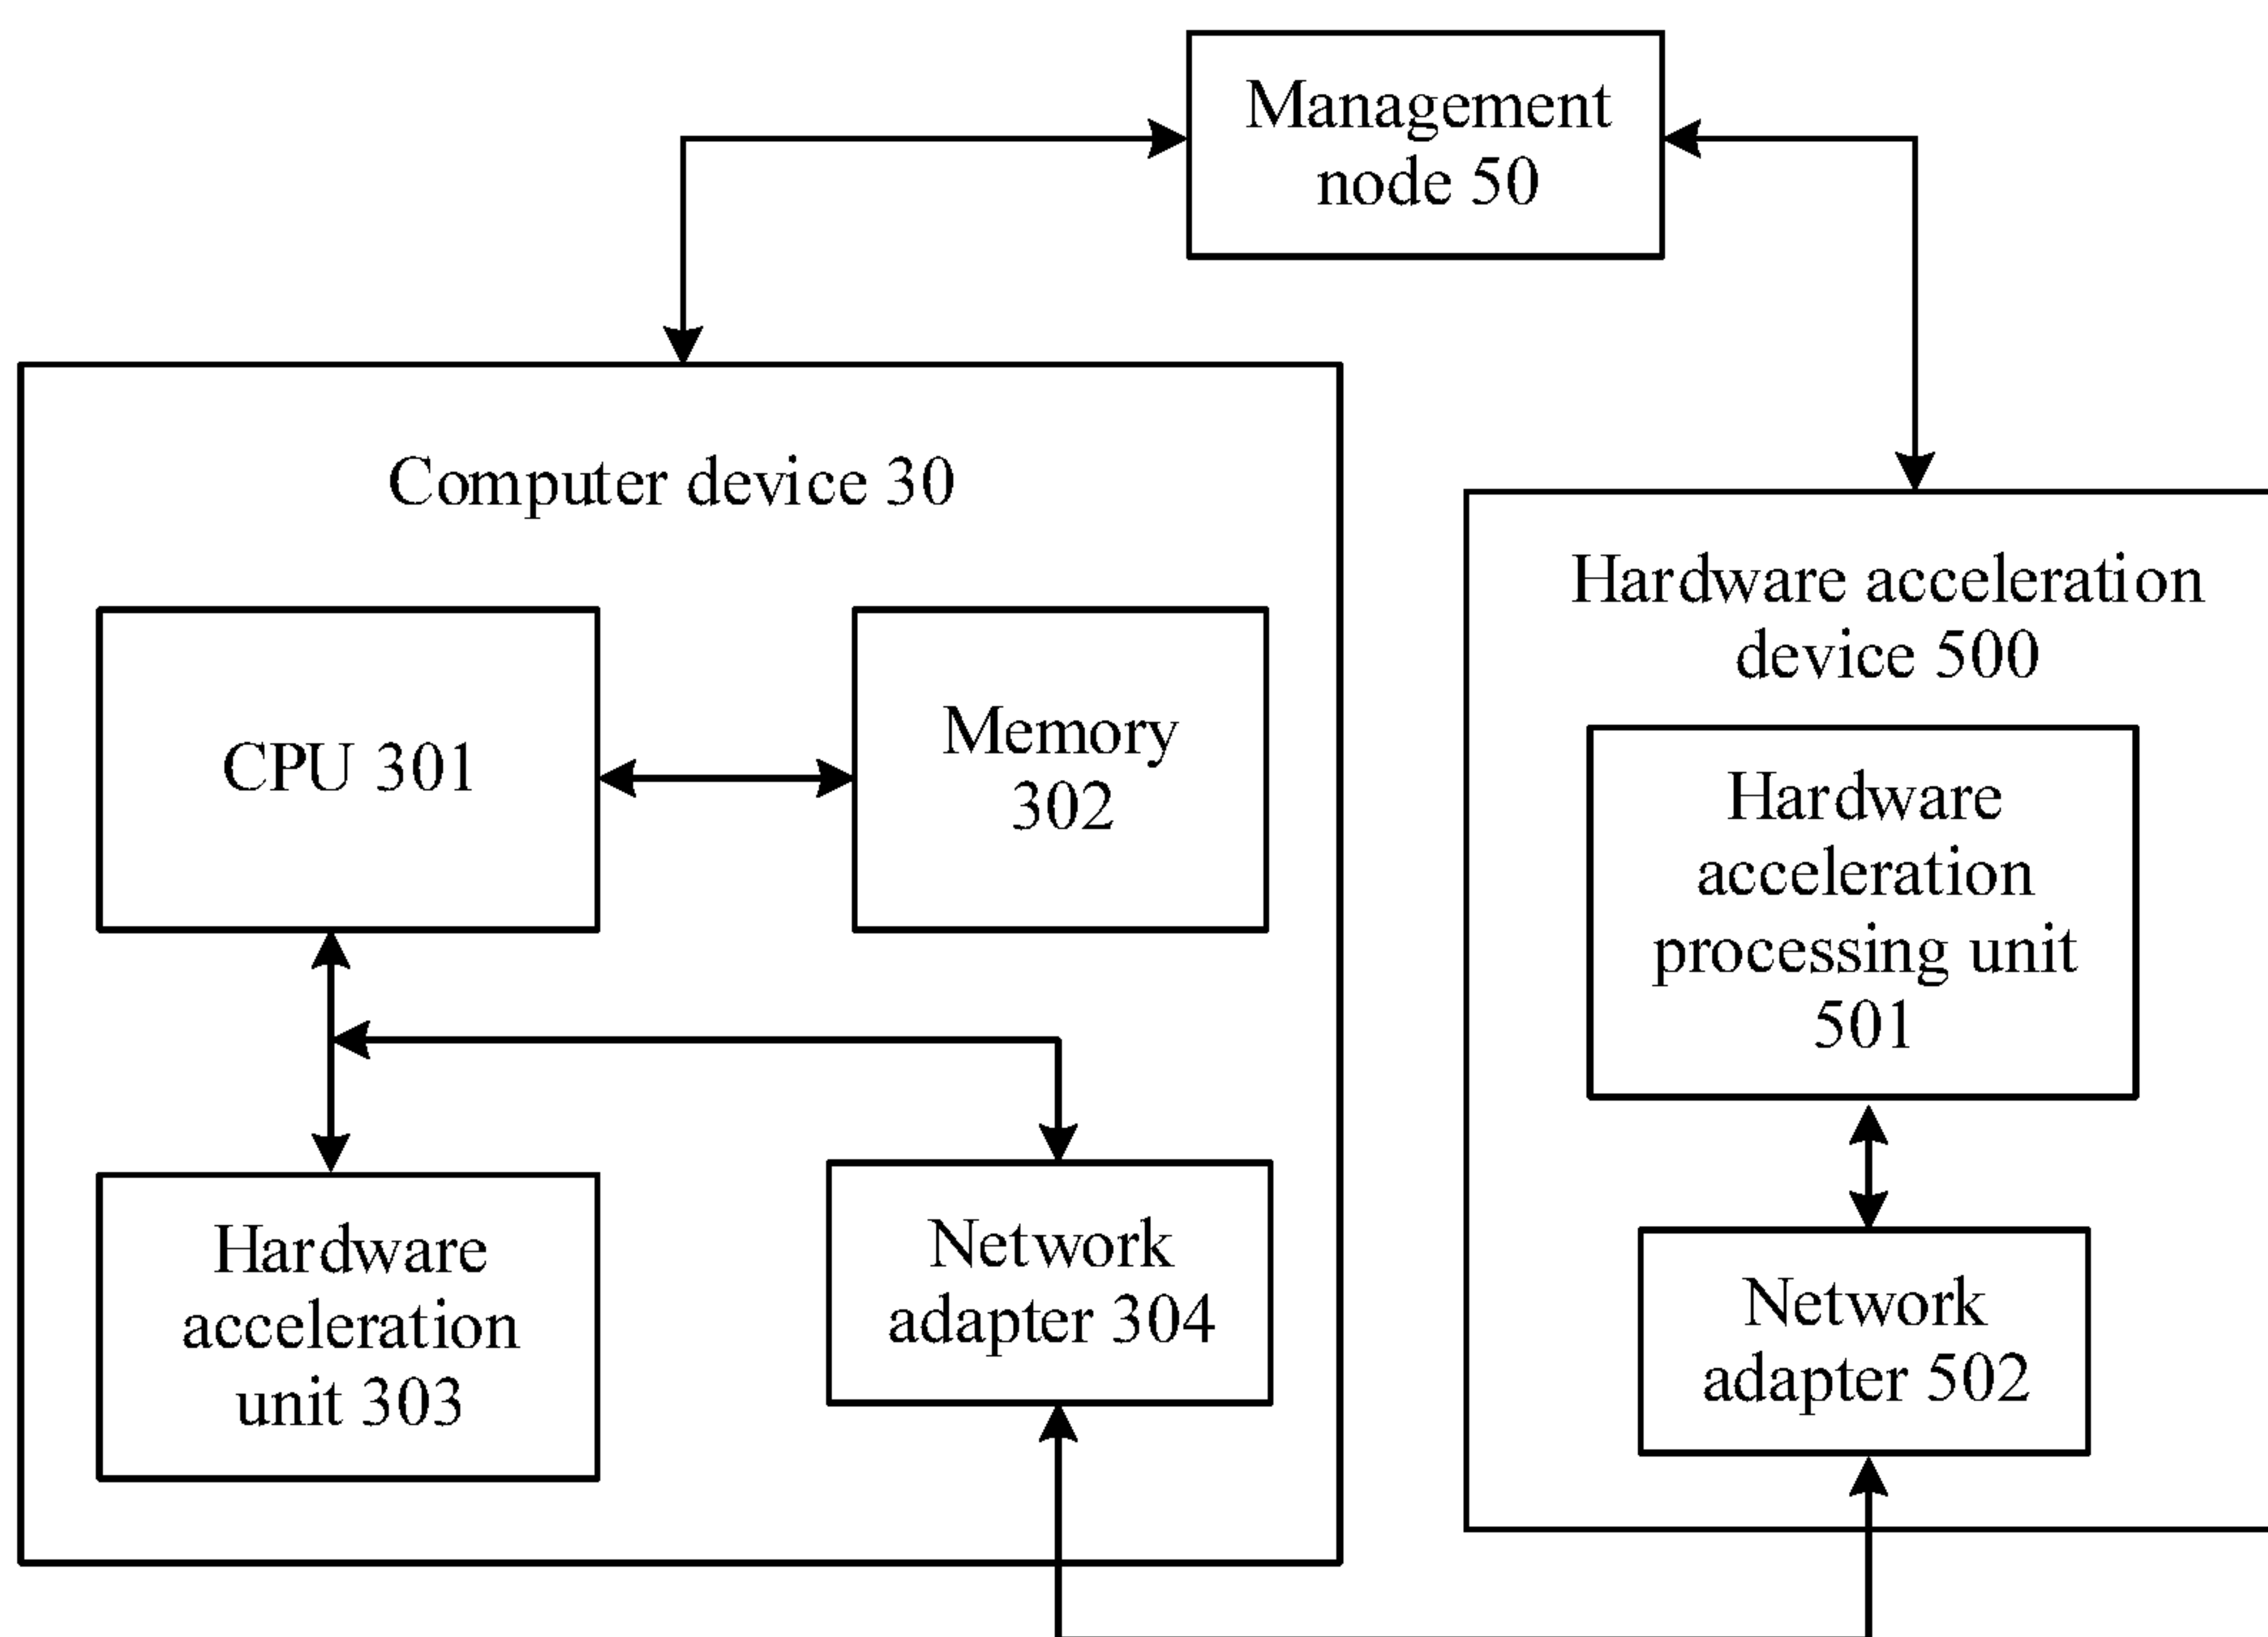 Management
node 50
Computer device 30
CPU 301
Memory
302
Hardware
acceleration
unit 303
Network
adapter 304
Hardware acceleration
device 500
Hardware
acceleration
processing unit
501
Network
adapter 502